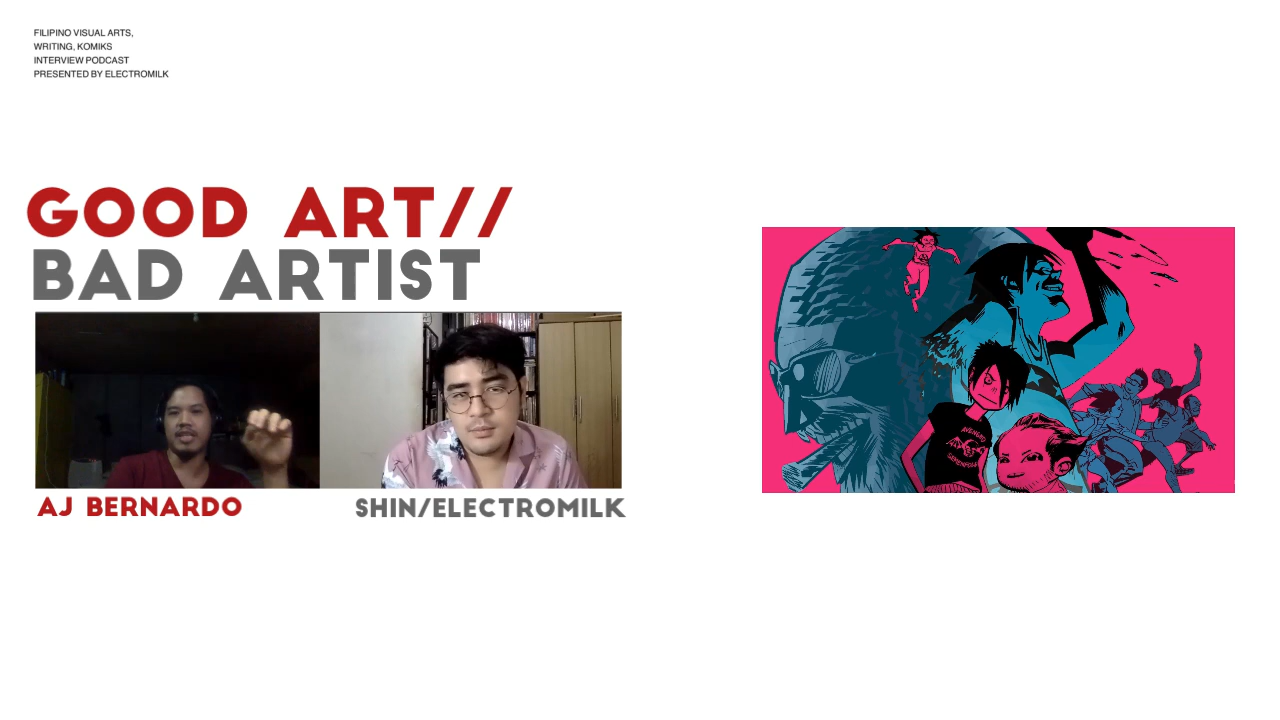 FILIPINO VISUAL ARTS,
WRITING, KOMIKS
INTERVIEW PODCAST
PRESENTED BY ELECTROMILK
GOOD ART//
BAD ARTIST
AJ BERNARDO
SHIN/ELECTROMILK